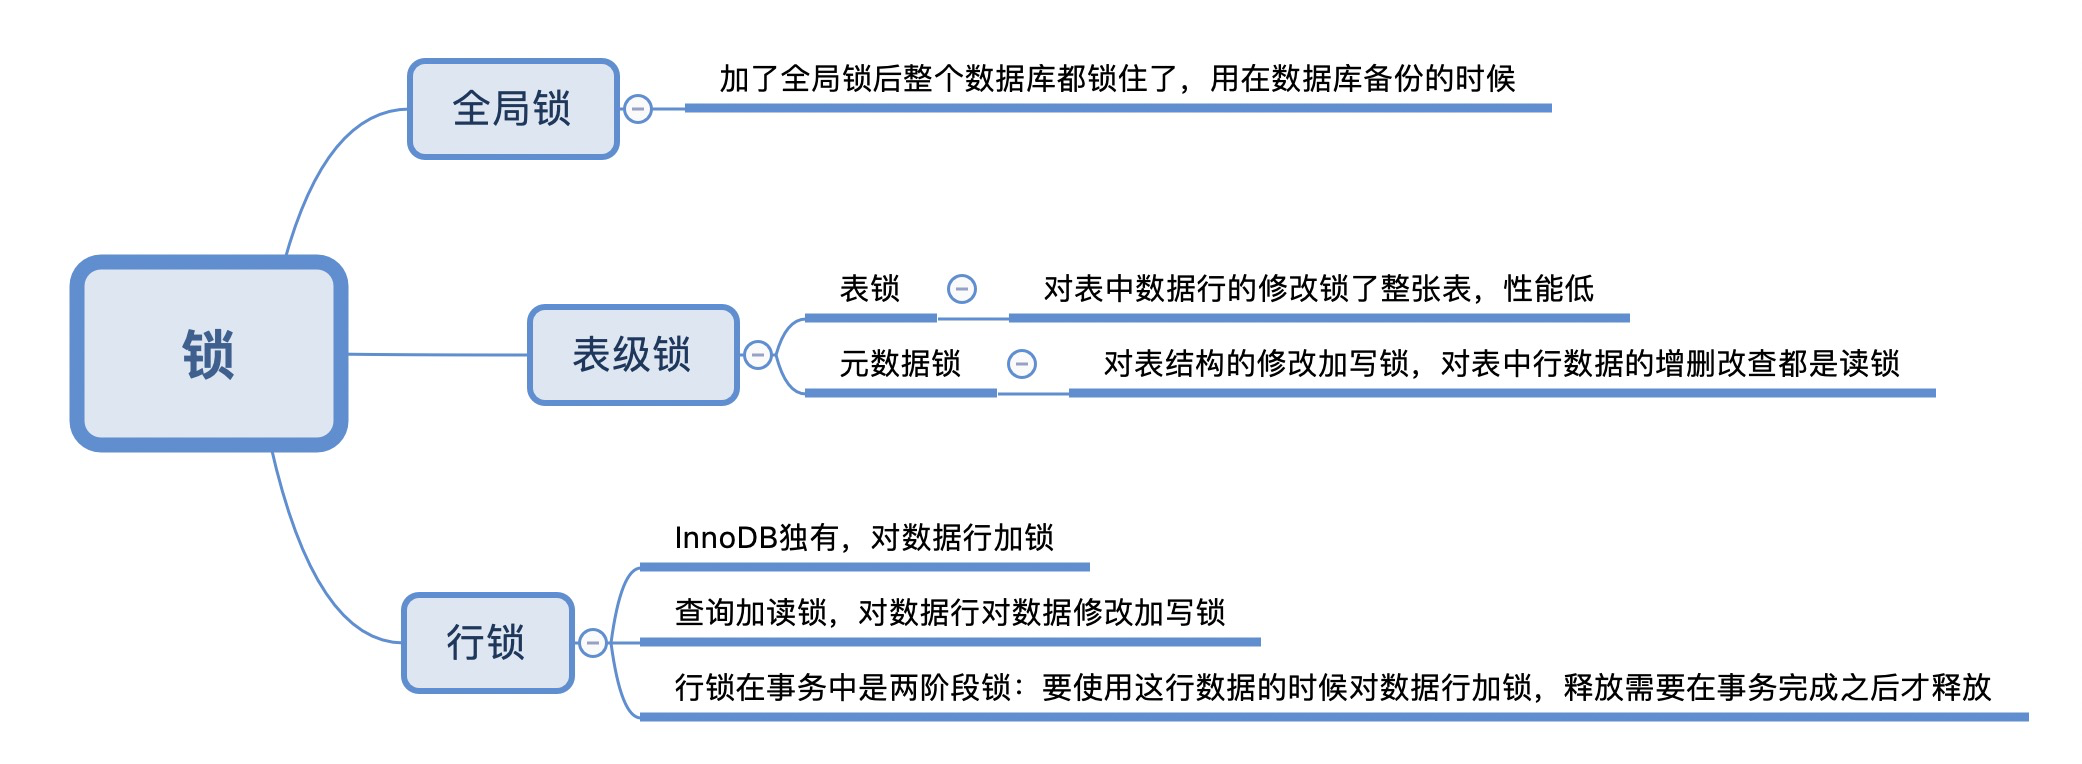 锁
全局锁
加了全局锁后整个数据库都锁住了，用在数据库备份的时候
表级锁
表锁
对表中数据行的修改锁了整张表，性能低
元数据锁
对表结构的修改加写锁，对表中行数据的增删改查都是读锁
行锁
InnoDB独有，对数据行加锁
查询加读锁，对数据行对数据修改加写锁
行锁在事务中是两阶段锁：要使用这行数据的时候对数据行加锁，释放需要在事务完成之后才释放